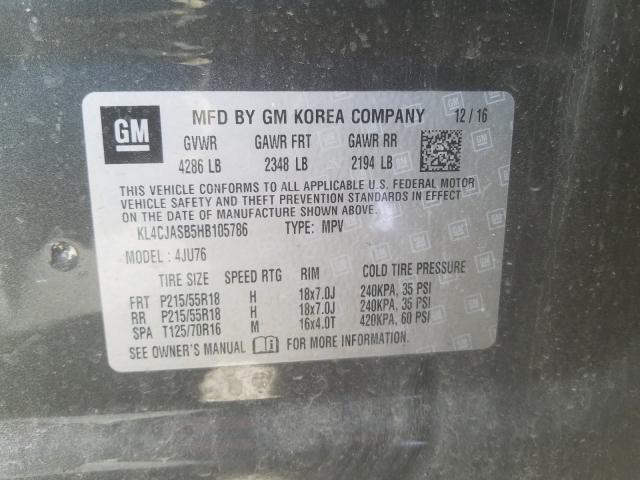 GM MFD BY GM KOREA COMPANY 12/16
GVWR GAWR FRT GAWR RR
4286 LB 2348 LB 2194 LB
THIS VEHICLE CONFORMS TO ALL APPLICABLE U.S. FEDERAL MOTOR
VEHICLE SAFETY AND THEFT PREVENTION STANDARDS IN EFFECT
ON THE DATE OF MANUFACTURE SHOWN ABOVE.
KL4CJASB5HB105786 TYPE: MPV
MODEL: 4JU76
TIRE SIZE SPEED RTG RIM COLD TIRE PRESSURE
FRT P215/55R18 H 18x7.0J 240KPA, 35 PSI
RR P215/55R18 H 18x7.0J 240KPA, 35 PSI
SPA T125/70R16 M 16x4.0T 420KPA, 60 PSI
SEE OWNER'S MANUAL FOR MORE INFORMATION.